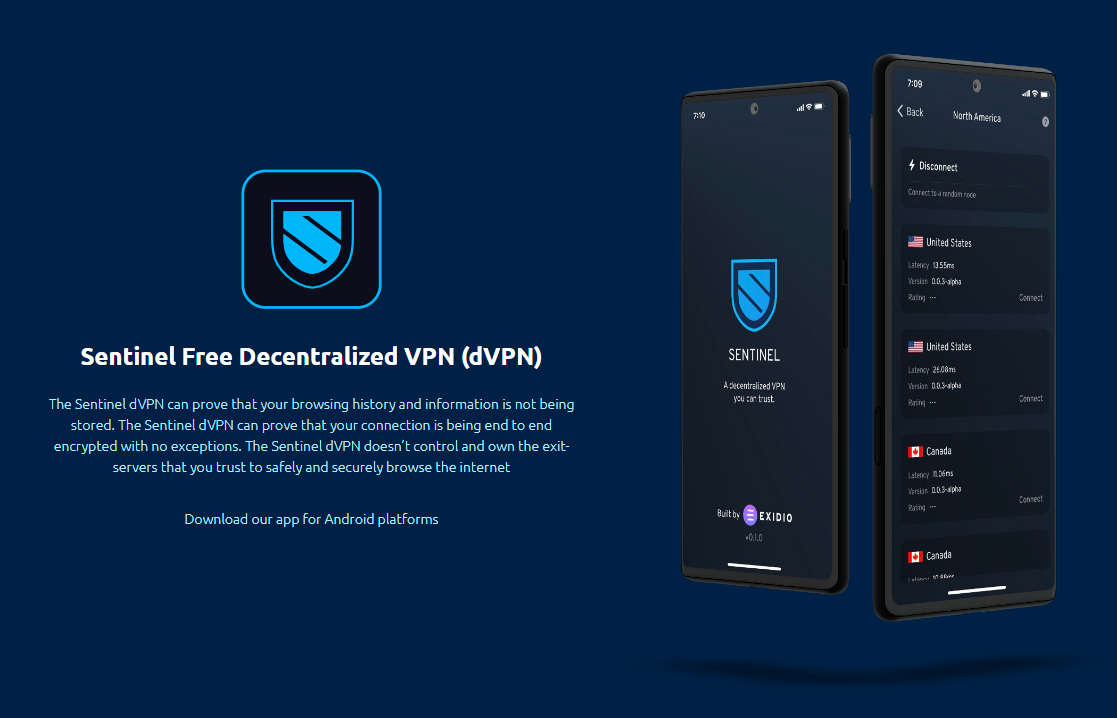 Sentinel Free Decentralized VPN (dVPN)
The Sentinel dVPN can prove that your browsing history and information is not being
stored. The Sentinel dVPN can prove that your connection is being end to end
encrypted with no exceptions. The Sentinel dVPN doesn’t control and own the exit-
servers that you trust to safely and securely browse the internet
Download our app for Android platforms
7:10
SENTINEL
A decentralized VPN
you can trust.
Built by EXIDIO
v0.1.0
7:09
Back North America ?
Disconnect
Connect to a random node
United States
Latency 13.55ms
Version 0.0.3-alpha
Rating --- Connect
United States
Latency 26.08ms
Version 0.0.3-alpha
Rating --- Connect
Canada
Latency 11.06ms
Version 0.0.3-alpha
Rating --- Connect
Canada
Latency